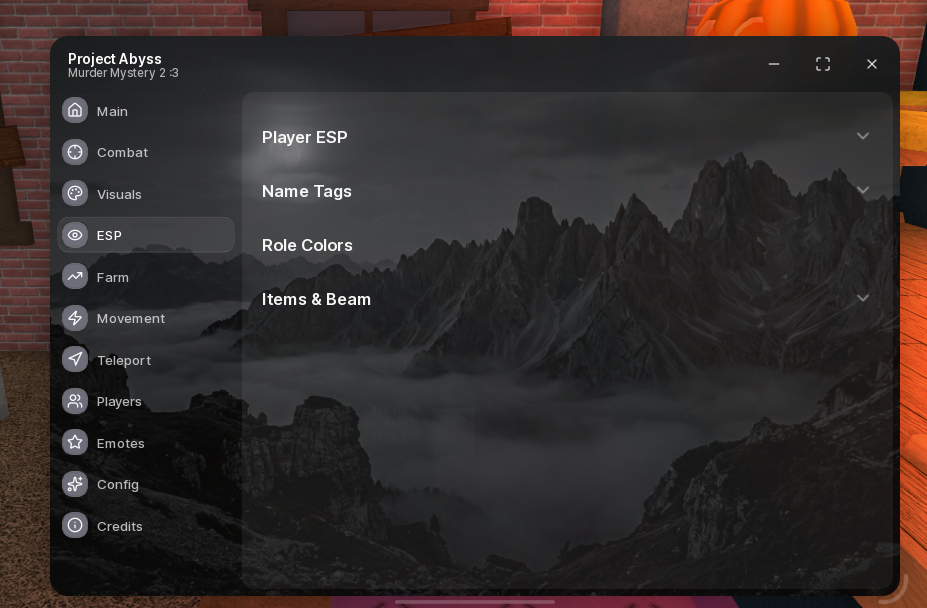 Project Abyss
Murder Mystery 2 :3
Main
Combat
Visuals
ESP
Farm
Movement
Teleport
Players
Emotes
Config
Credits
Player ESP
Name Tags
Role Colors
Items & Beam